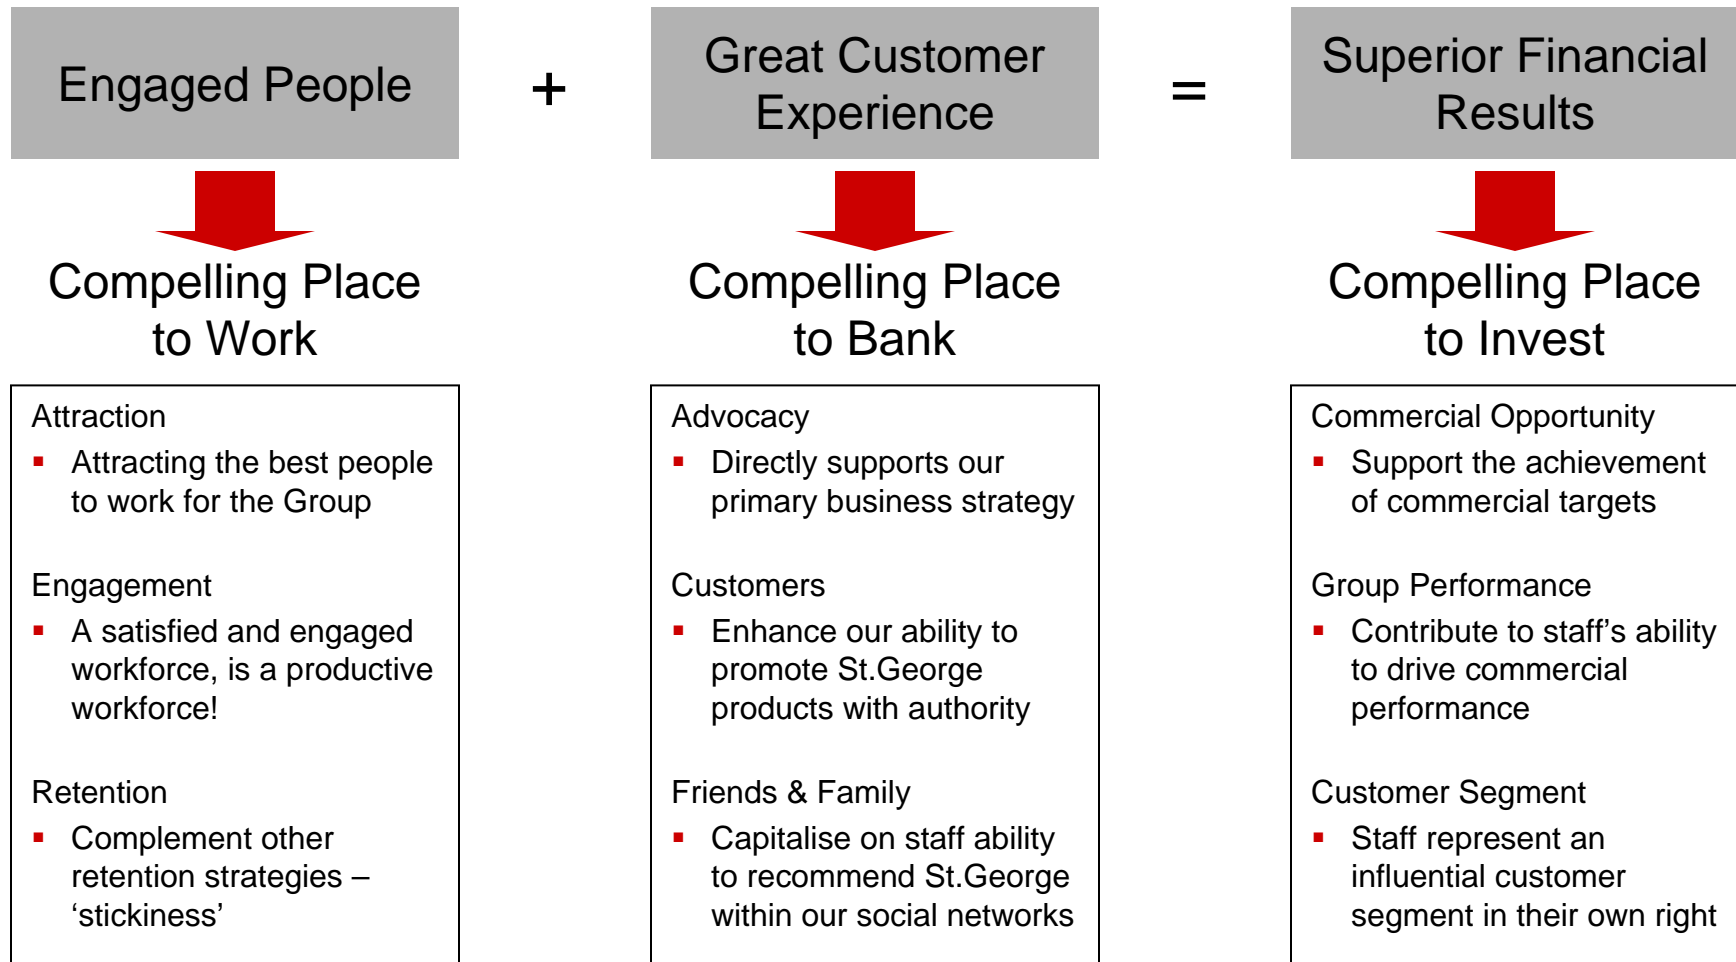 Engaged People
+
Great Customer
Experience
=
Superior Financial
Results
Compelling Place
to Work
Compelling Place
to Bank
Compelling Place
to Invest
Attraction
▪ Attracting the best people
to work for the Group
Engagement
▪ A satisfied and engaged
workforce, is a productive
workforce!
Retention
▪ Complement other
retention strategies –
‘stickiness’
Advocacy
▪ Directly supports our
primary business strategy
Customers
▪ Enhance our ability to
promote St.George
products with authority
Friends & Family
▪ Capitalise on staff ability
to recommend St.George
within our social networks
Commercial Opportunity
▪ Support the achievement
of commercial targets
Group Performance
▪ Contribute to staff’s ability
to drive commercial
performance
Customer Segment
▪ Staff represent an
influential customer
segment in their own right